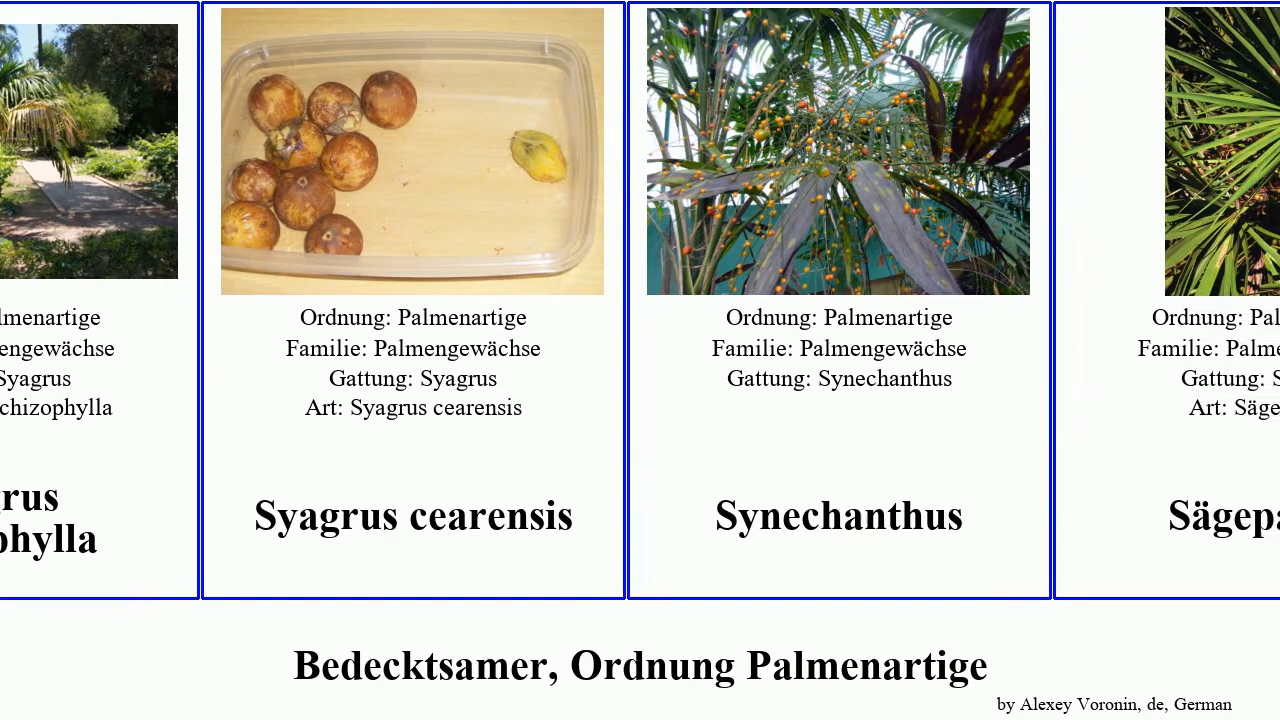 lmenartige
engewächse
Syagrus
chizophylla
grus
phylla
Ordnung: Palmenartige
Familie: Palmengewächse
Gattung: Syagrus
Art: Syagrus cearensis
Syagrus cearensis
Ordnung: Palmenartige
Familie: Palmengewächse
Gattung: Synechanthus
Synechanthus
Ordnung: Pal
Familie: Palme
Gattung: S
Art: Säge
Sägepa
Bedecktsamer, Ordnung Palmenartige
by Alexey Voronin, de, German